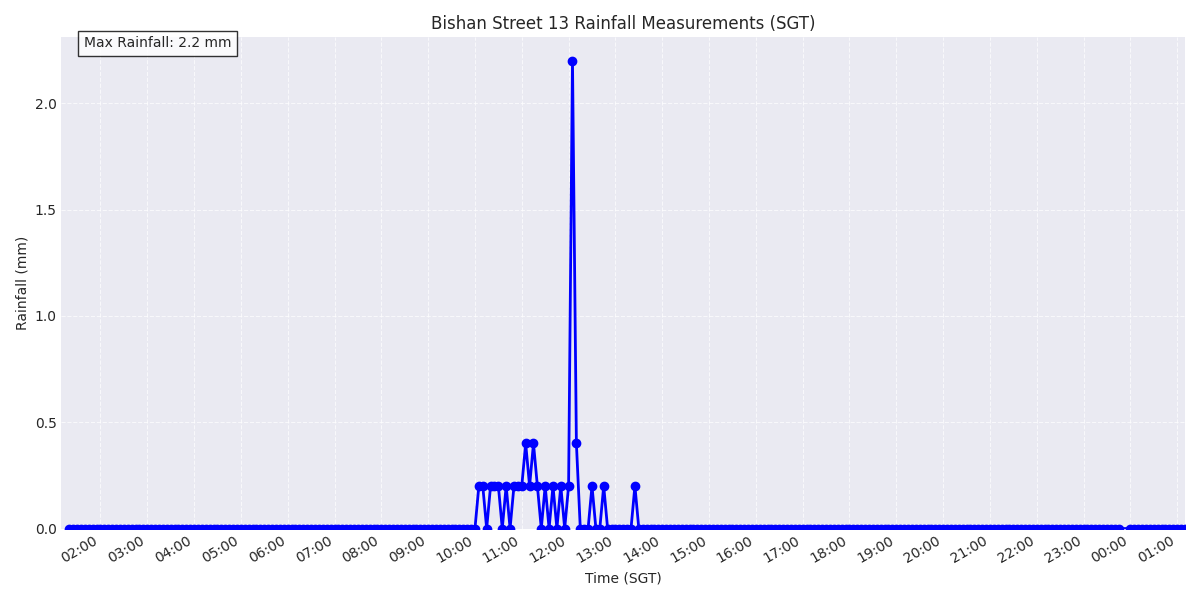 Bishan Street 13 Rainfall Measurements (SGT)
Max Rainfall: 2.2 mm
2.0
1.5
1.0
0.5
0.0
Rainfall (mm)
02:00 03:00 04:00 05:00 06:00 07:00 08:00 09:00 10:00 11:00 12:00 13:00 14:00 15:00 16:00 17:00 18:00 19:00 20:00 21:00 22:00 23:00 00:00 01:00
Time (SGT)